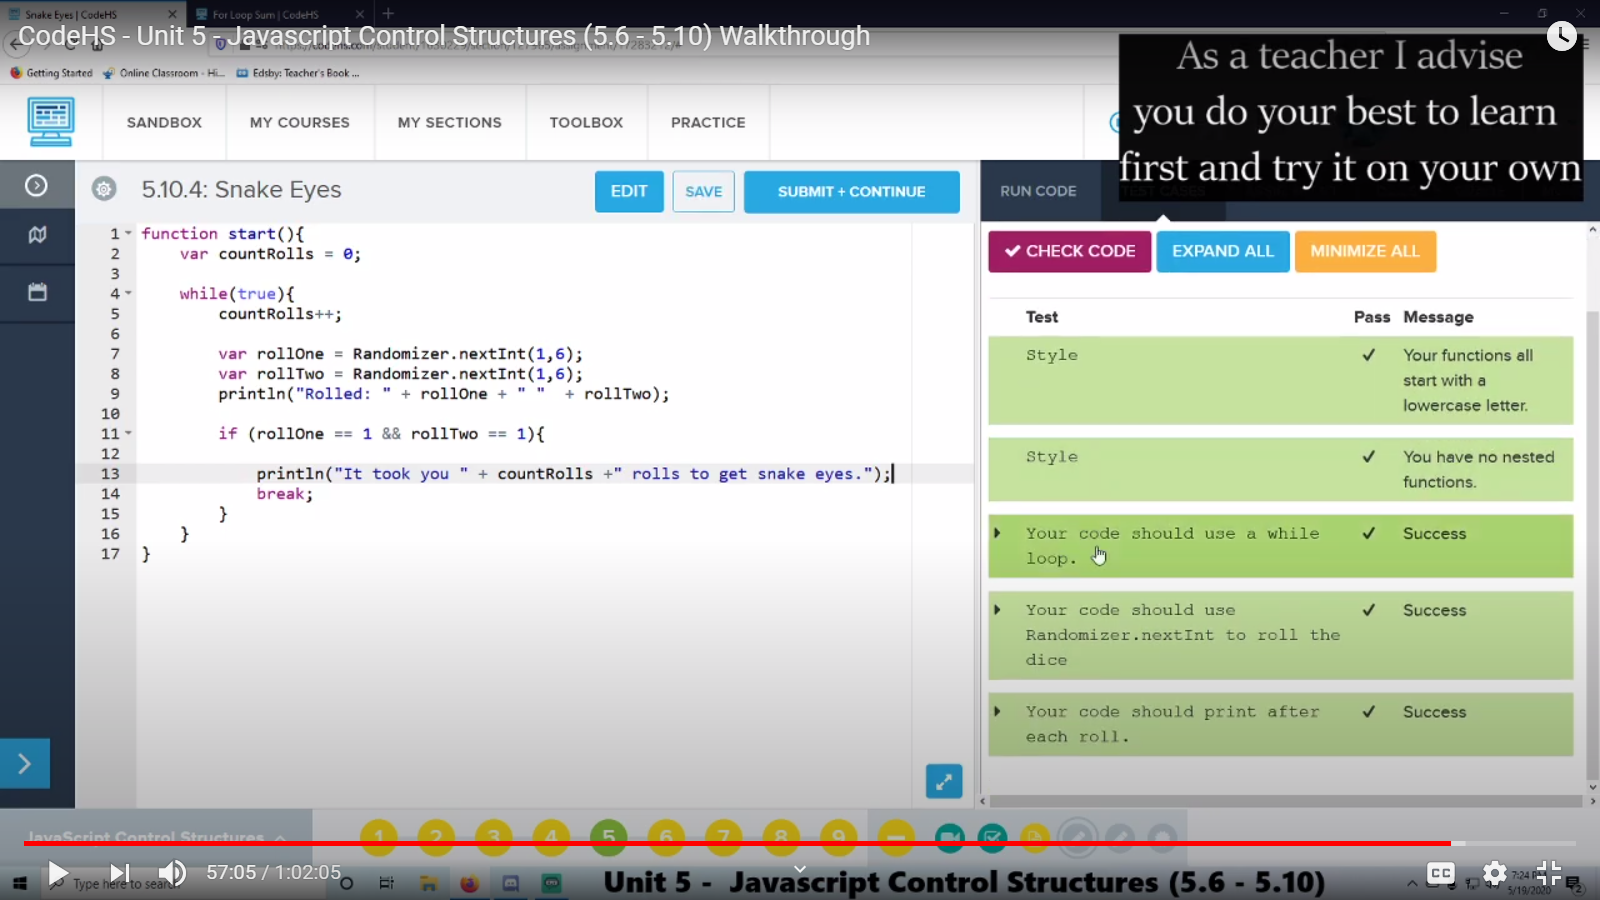 Snake Eyes | CodeHS
For Loop Sum | CodeHS
CodeHS - Unit 5 - Javascript Control Structures (5.6 - 5.10) Walkthrough
Getting Started
Online Classroom - Hi...
Edsby: Teacher's Book ...
As a teacher I advise
you do your best to learn
first and try it on your own
SANDBOX
MY COURSES
MY SECTIONS
TOOLBOX
PRACTICE
5.10.4: Snake Eyes
EDIT
SAVE
SUBMIT + CONTINUE
RUN CODE
TEST CASES
1 function start(){
2 var countRolls = 0;
3
4 while(true){
5 countRolls++;
6
7 var rollOne = Randomizer.nextInt(1,6);
8 var rollTwo = Randomizer.nextInt(1,6);
9 println("Rolled: " + rollOne + " " + rollTwo);
10
11 if (rollOne == 1 && rollTwo == 1){
12
13 println("It took you " + countRolls +" rolls to get snake eyes.");
14 break;
15 }
16 }
17 }
CHECK CODE
EXPAND ALL
MINIMIZE ALL
Test Pass Message
Style Your functions all
start with a
lowercase letter.
Style You have no nested
functions.
Your code should use a while Success
loop.
Your code should use Success
Randomizer.nextInt to roll the
dice
Your code should print after Success
each roll.
JavaScript Control Structures
1 2 3 4 5 6 7 8 9
57:05 / 1:02:05
Type here to search
Unit 5 - Javascript Control Structures (5.6 - 5.10)
CC
7:24 PM
5/19/2020
2